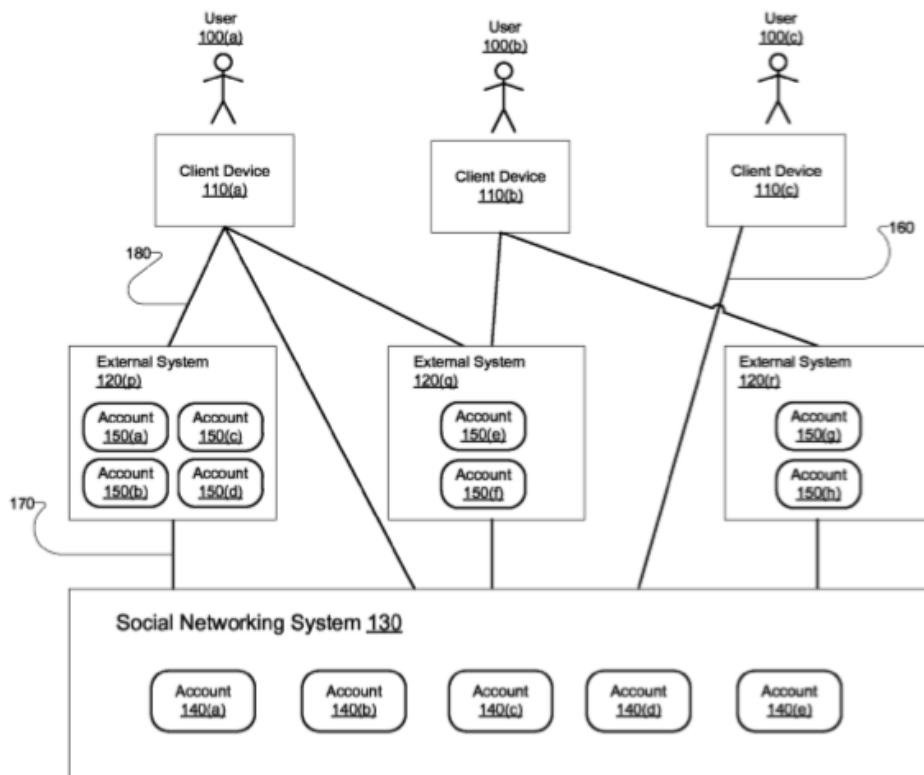 User
100(a)
User
100(b)
User
100(c)
Client Device
110(a)
Client Device
110(b)
Client Device
110(c)
180
160
External System
120(p)
Account
150(a)
Account
150(c)
Account
150(b)
Account
150(d)
External System
120(q)
Account
150(e)
Account
150(f)
External System
120(r)
Account
150(g)
Account
150(h)
170
Social Networking System 130
Account
140(a)
Account
140(b)
Account
140(c)
Account
140(d)
Account
140(e)